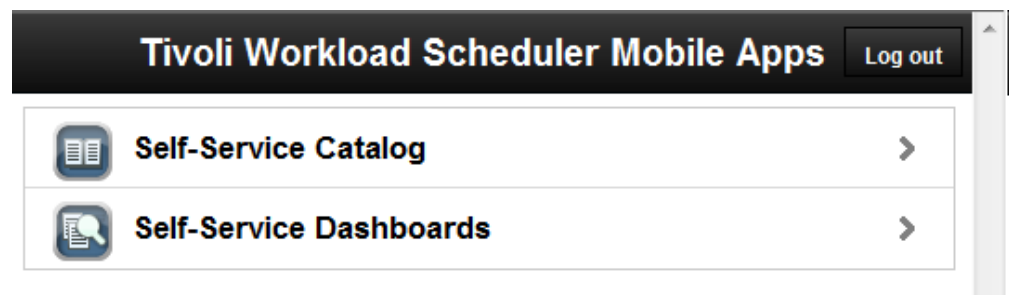 Tivoli Workload Scheduler Mobile Apps Log out
Self-Service Catalog
Self-Service Dashboards